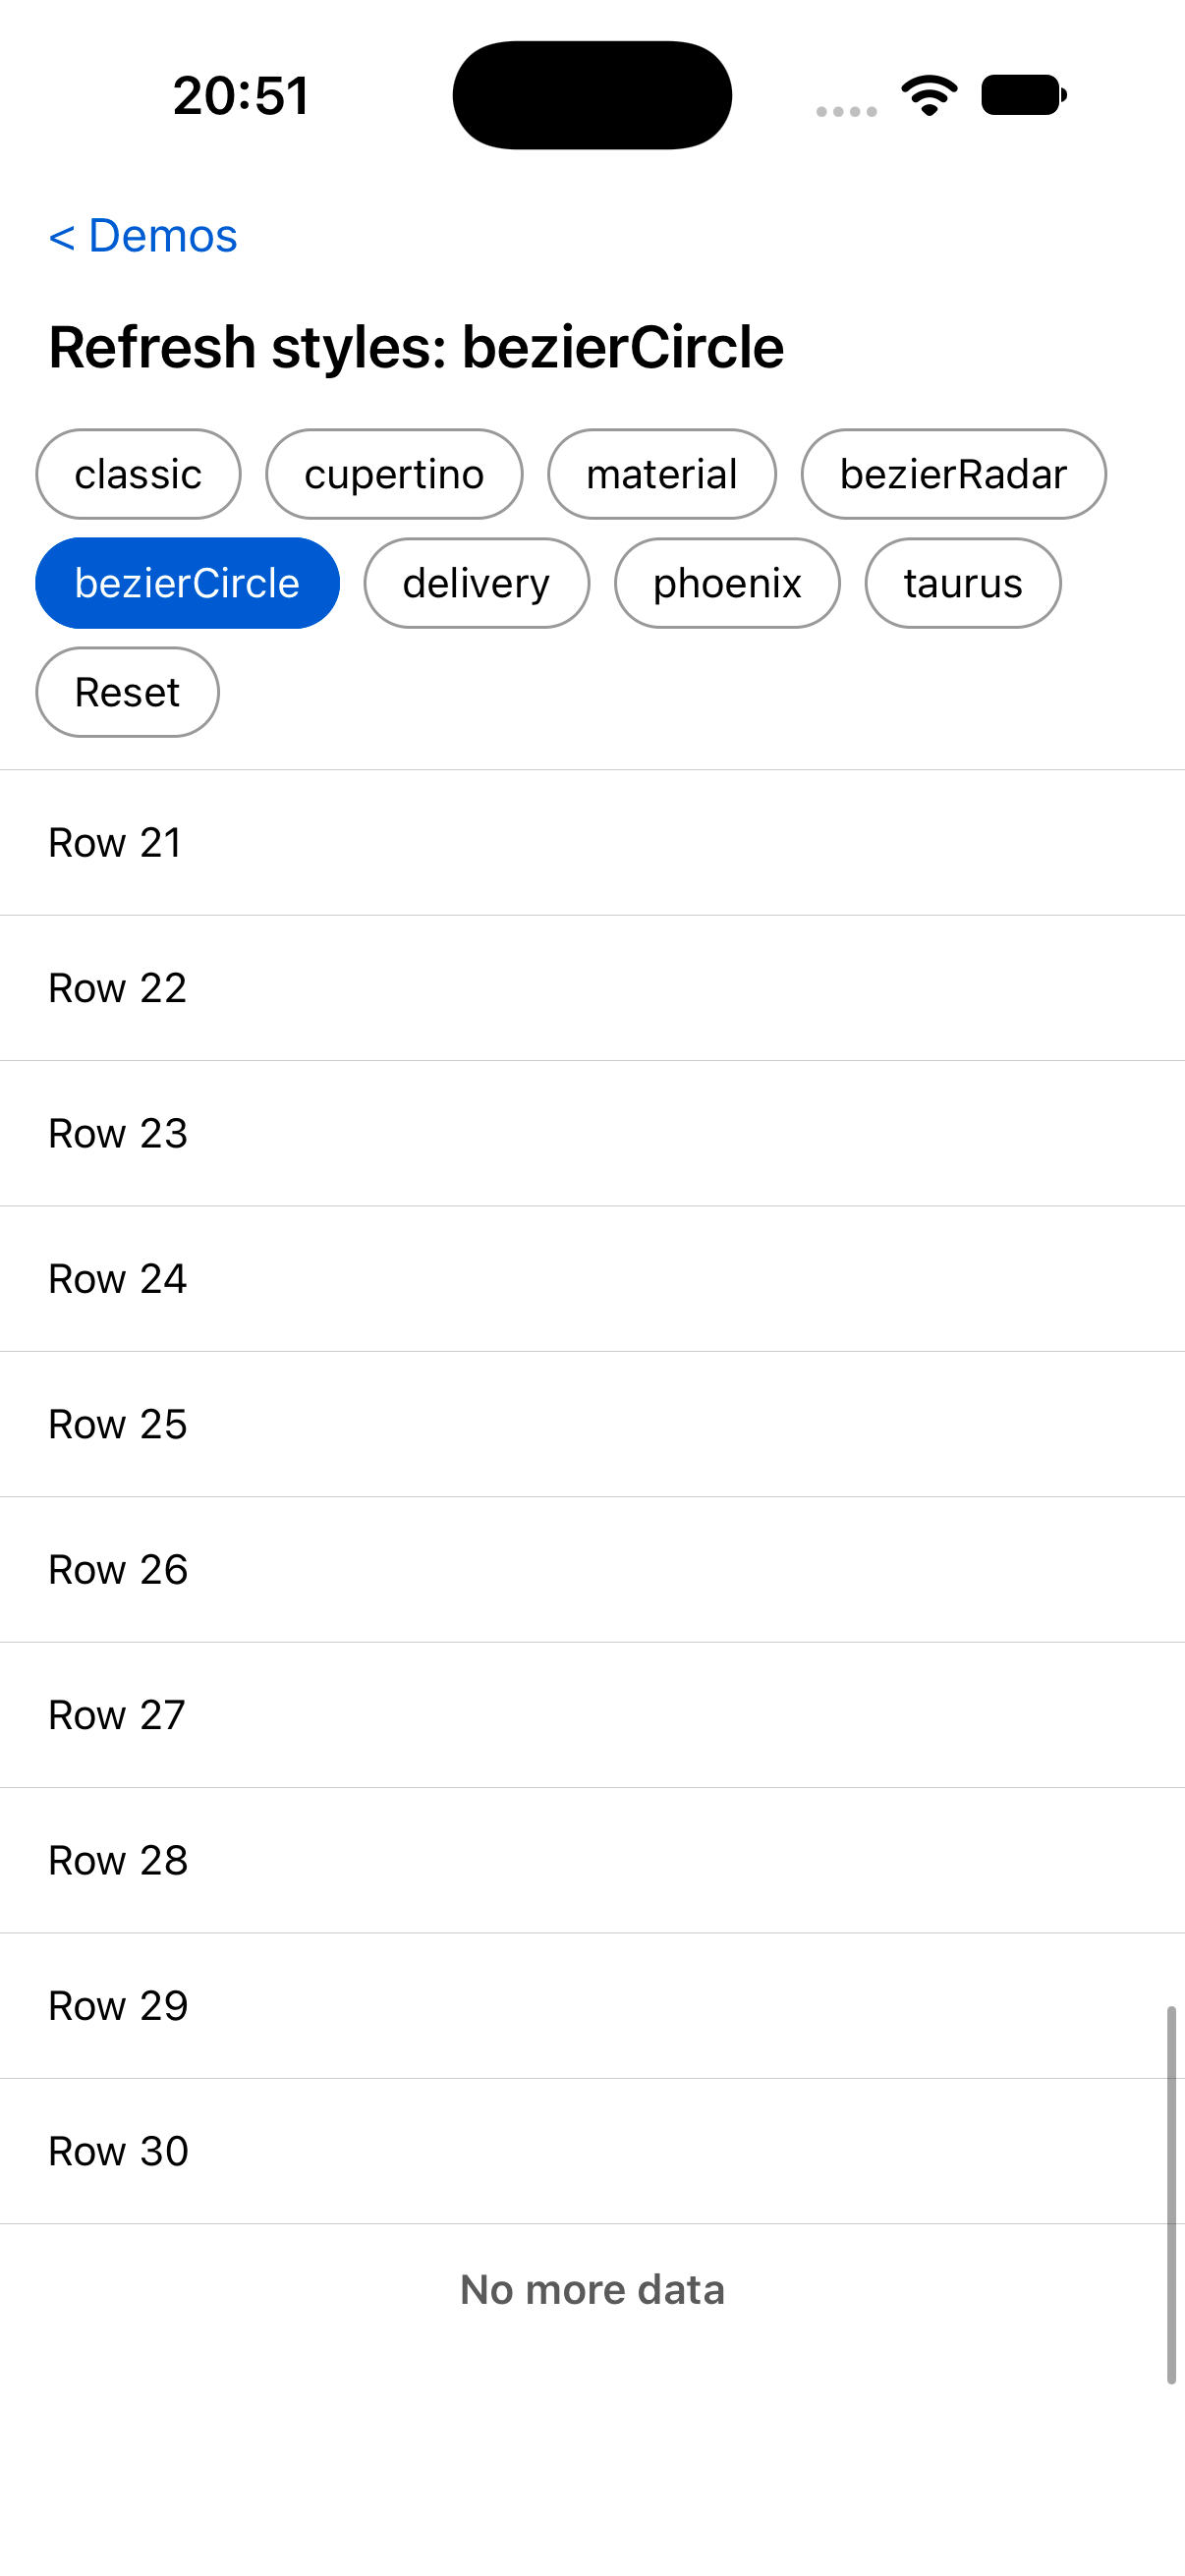 20:51
< Demos
Refresh styles: bezierCircle
classic cupertino material bezierRadar
bezierCircle delivery phoenix taurus
Reset
Row 21
Row 22
Row 23
Row 24
Row 25
Row 26
Row 27
Row 28
Row 29
Row 30
No more data